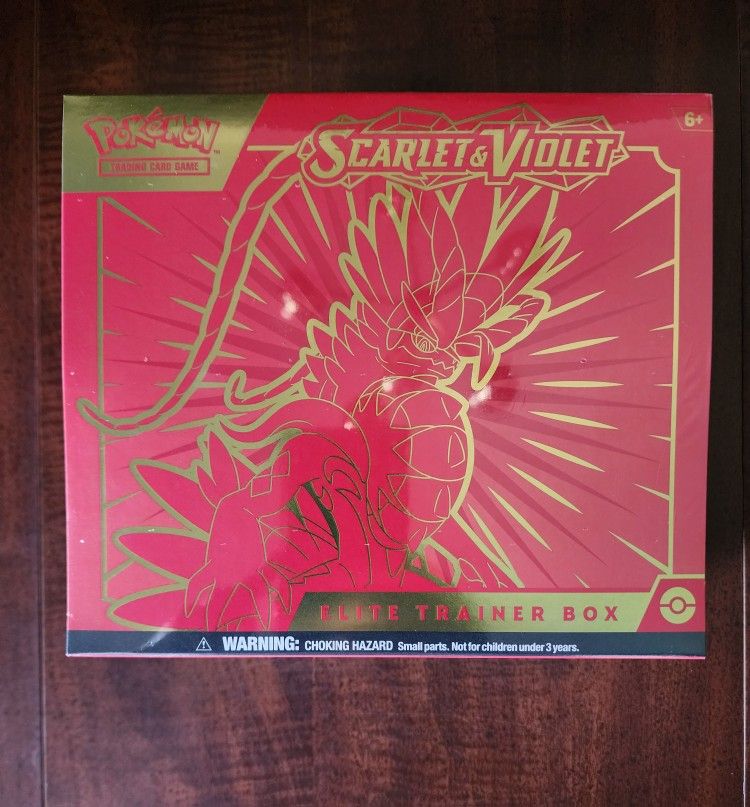 POKÉMON™
TRADING CARD GAME
SCARLET & VIOLET
6+
ELITE TRAINER BOX
⚠ WARNING: CHOKING HAZARD Small parts. Not for children under 3 years.